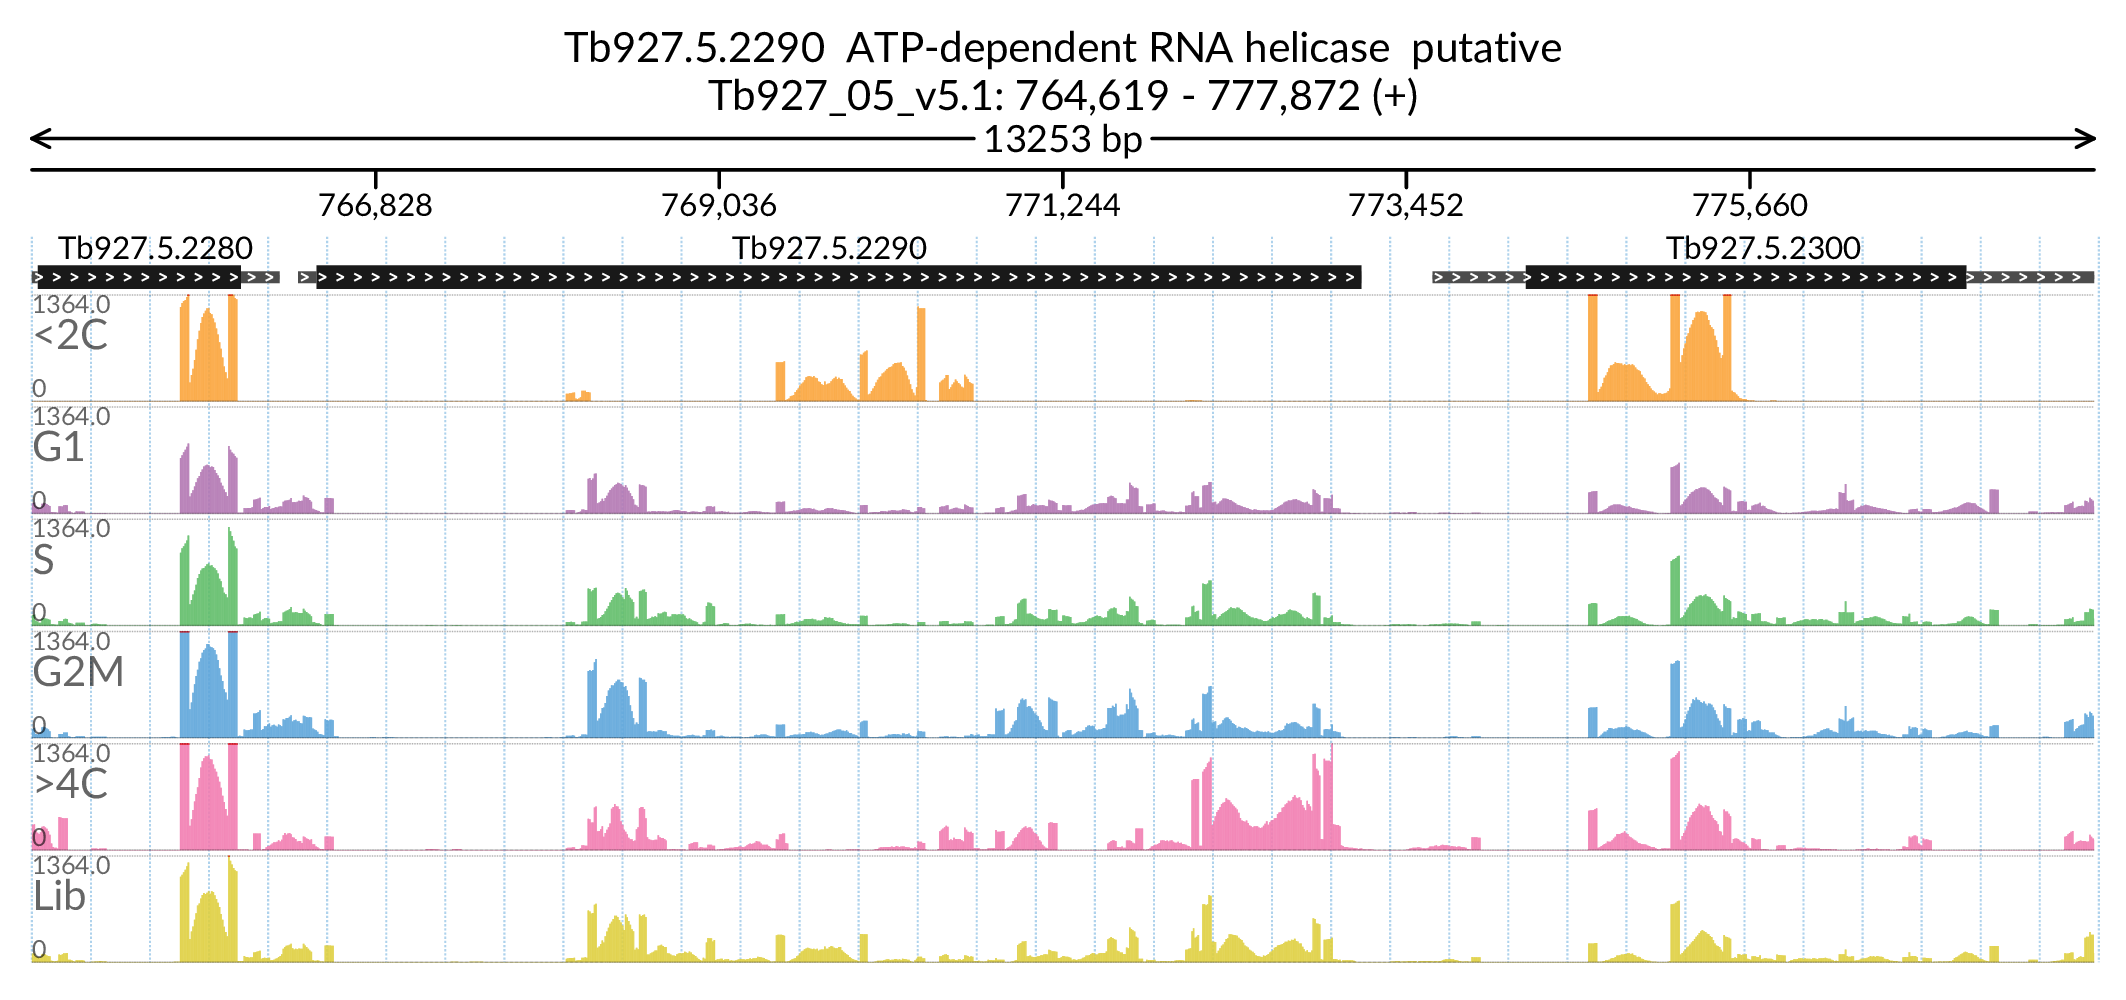 Tb927.5.2290 ATP-dependent RNA helicase putative
Tb927_05_v5.1: 764,619 - 777,872 (+)
13253 bp
766,828 769,036 771,244 773,452 775,660
Tb927.5.2280 Tb927.5.2290 Tb927.5.2300
1364.0
<2C
0
1364.0
G1
0
1364.0
S
0
1364.0
G2M
0
1364.0
>4C
0
1364.0
Lib
0